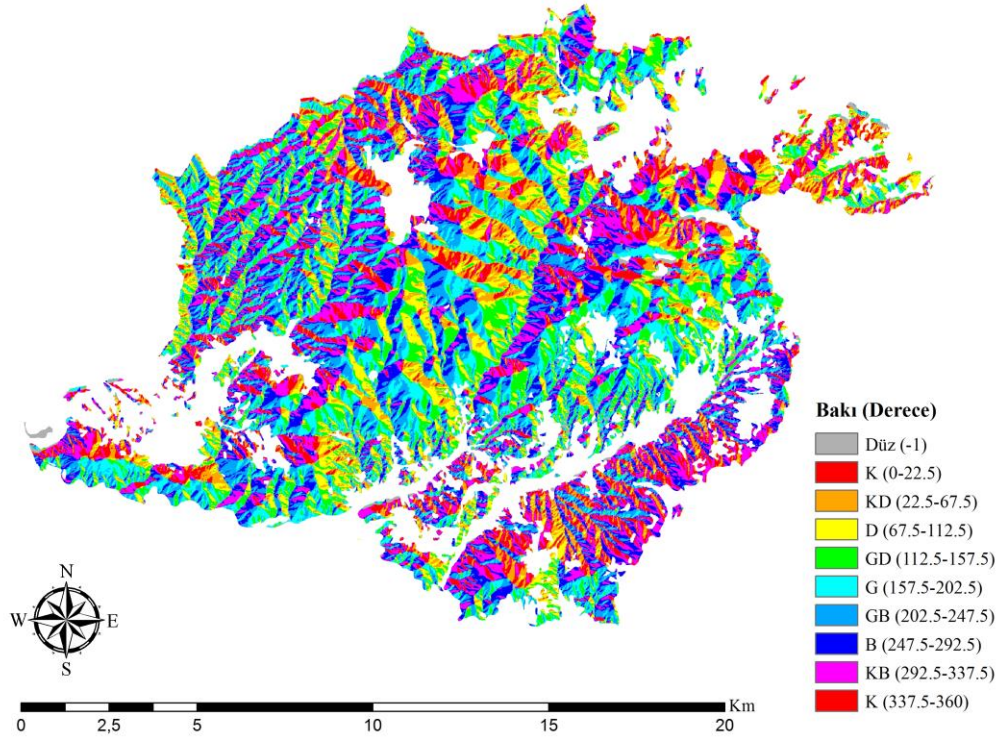 Bakı (Derece)
Düz (-1)
K (0-22.5)
KD (22.5-67.5)
D (67.5-112.5)
GD (112.5-157.5)
G (157.5-202.5)
GB (202.5-247.5)
B (247.5-292.5)
KB (292.5-337.5)
K (337.5-360)
N
W E
S
Km
0 2,5 5 10 15 20